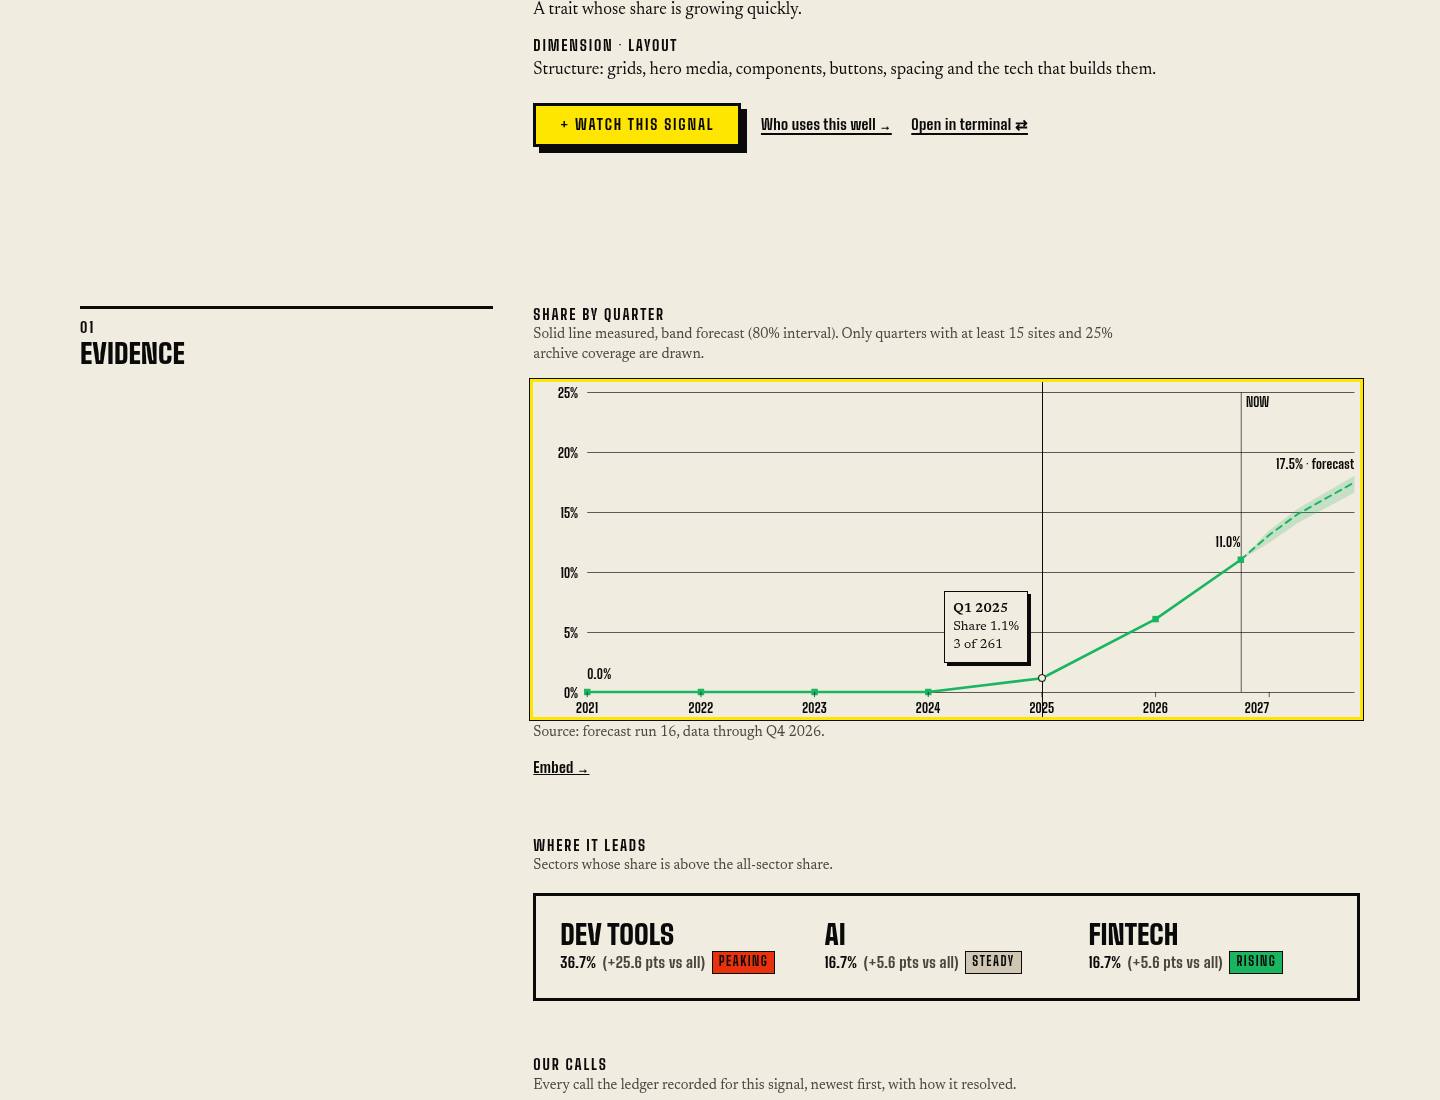 A trait whose share is growing quickly.
DIMENSION · LAYOUT
Structure: grids, hero media, components, buttons, spacing and the tech that builds them.
+ WATCH THIS SIGNAL
Who uses this well →
Open in terminal ⇄
01
EVIDENCE
SHARE BY QUARTER
Solid line measured, band forecast (80% interval). Only quarters with at least 15 sites and 25%
archive coverage are drawn.
25%
NOW
20%
17.5% · forecast
15%
11.0%
10%
Q1 2025
Share 1.1%
3 of 261
5%
0.0%
0%
2021 2022 2023 2024 2025 2026 2027
Source: forecast run 16, data through Q4 2026.
Embed →
WHERE IT LEADS
Sectors whose share is above the all-sector share.
DEV TOOLS
36.7% (+25.6 pts vs all) PEAKING
AI
16.7% (+5.6 pts vs all) STEADY
FINTECH
16.7% (+5.6 pts vs all) RISING
OUR CALLS
Every call the ledger recorded for this signal, newest first, with how it resolved.